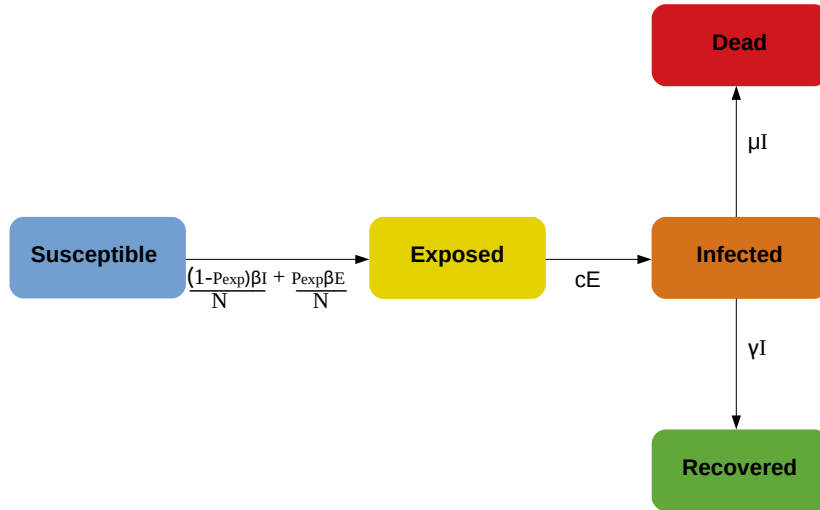 Dead
μI
Susceptible
Exposed
Infected
(1-Pexp)βI + PexpβE
N N
cE
γI
Recovered